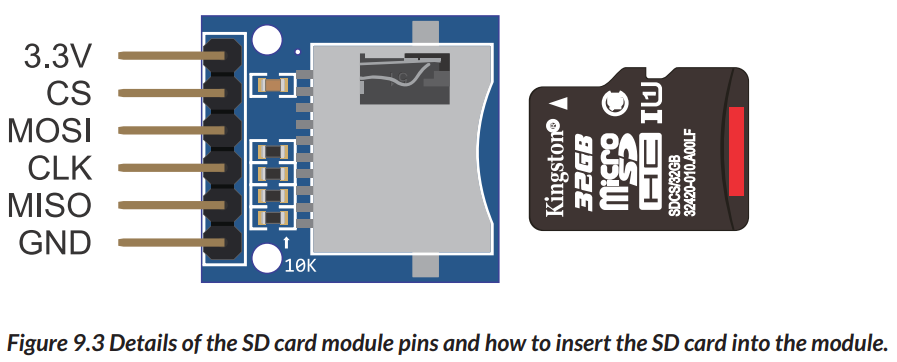 3.3V
CS
MOSI
CLK
MISO
GND
10K
Kingston®
32GB
micro
SD
HC I
U1
SDCS/32GB
32420-010.A00LF
Figure 9.3 Details of the SD card module pins and how to insert the SD card into the module.